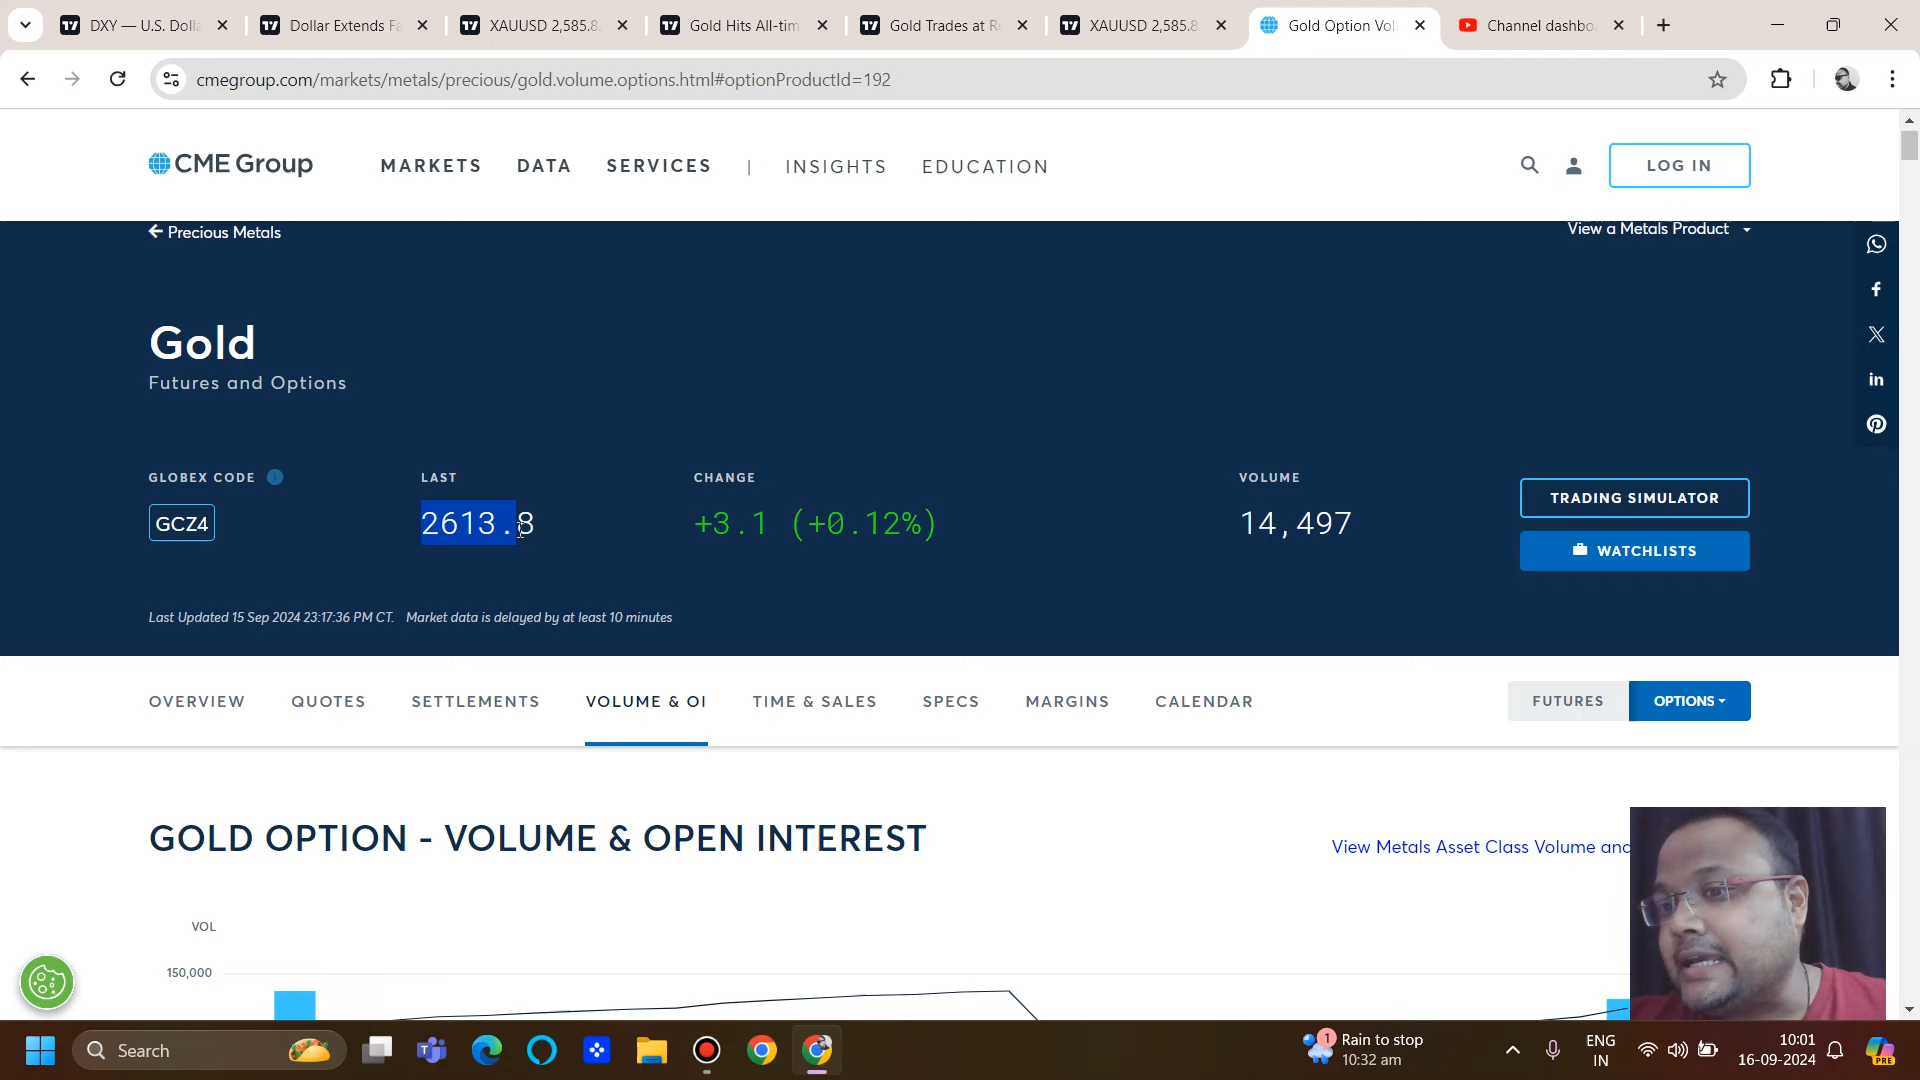 DXY — U.S. Dolla
Dollar Extends Fa
XAUUSD 2,585.8
Gold Hits All-tim
Gold Trades at Re
XAUUSD 2,585.8
Gold Option Vol
Channel dashbo
cmegroup.com/markets/metals/precious/gold.volume.options.html#optionProductId=192
CME Group
MARKETS
DATA
SERVICES
|
INSIGHTS
EDUCATION
LOG IN
Precious Metals
View a Metals Product
Gold
Futures and Options
GLOBEX CODE
LAST
CHANGE
VOLUME
GCZ4
2613.8
+3.1 (+0.12%)
14,497
TRADING SIMULATOR
WATCHLISTS
Last Updated 15 Sep 2024 23:17:36 PM CT. Market data is delayed by at least 10 minutes
OVERVIEW
QUOTES
SETTLEMENTS
VOLUME & OI
TIME & SALES
SPECS
MARGINS
CALENDAR
FUTURES
OPTIONS
GOLD OPTION - VOLUME & OPEN INTEREST
View Metals Asset Class Volume and
VOL
150,000
Search
1
Rain to stop
10:32 am
ENG
IN
10:01
16-09-2024
PRE